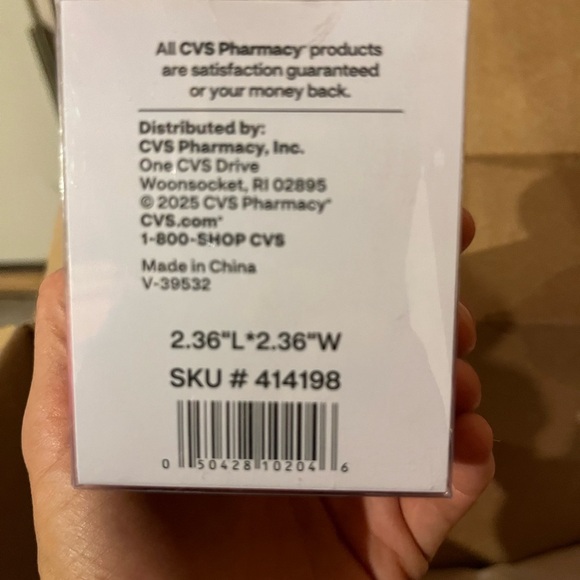 All CVS Pharmacy® products
are satisfaction guaranteed
or your money back.
Distributed by:
CVS Pharmacy, Inc.
One CVS Drive
Woonsocket, RI 02895
© 2025 CVS Pharmacy®
CVS.com®
1-800-SHOP CVS
Made in China
V-39532
2.36"L*2.36"W
SKU # 414198
0 50428 10204 6